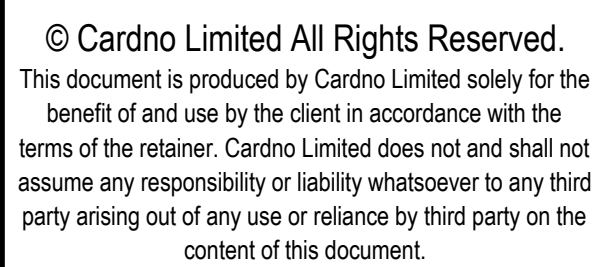 © Cardno Limited All Rights Reserved.
This document is produced by Cardno Limited solely for the
benefit of and use by the client in accordance with the
terms of the retainer. Cardno Limited does not and shall not
assume any responsibility or liability whatsoever to any third
party arising out of any use or reliance by third party on the
content of this document.